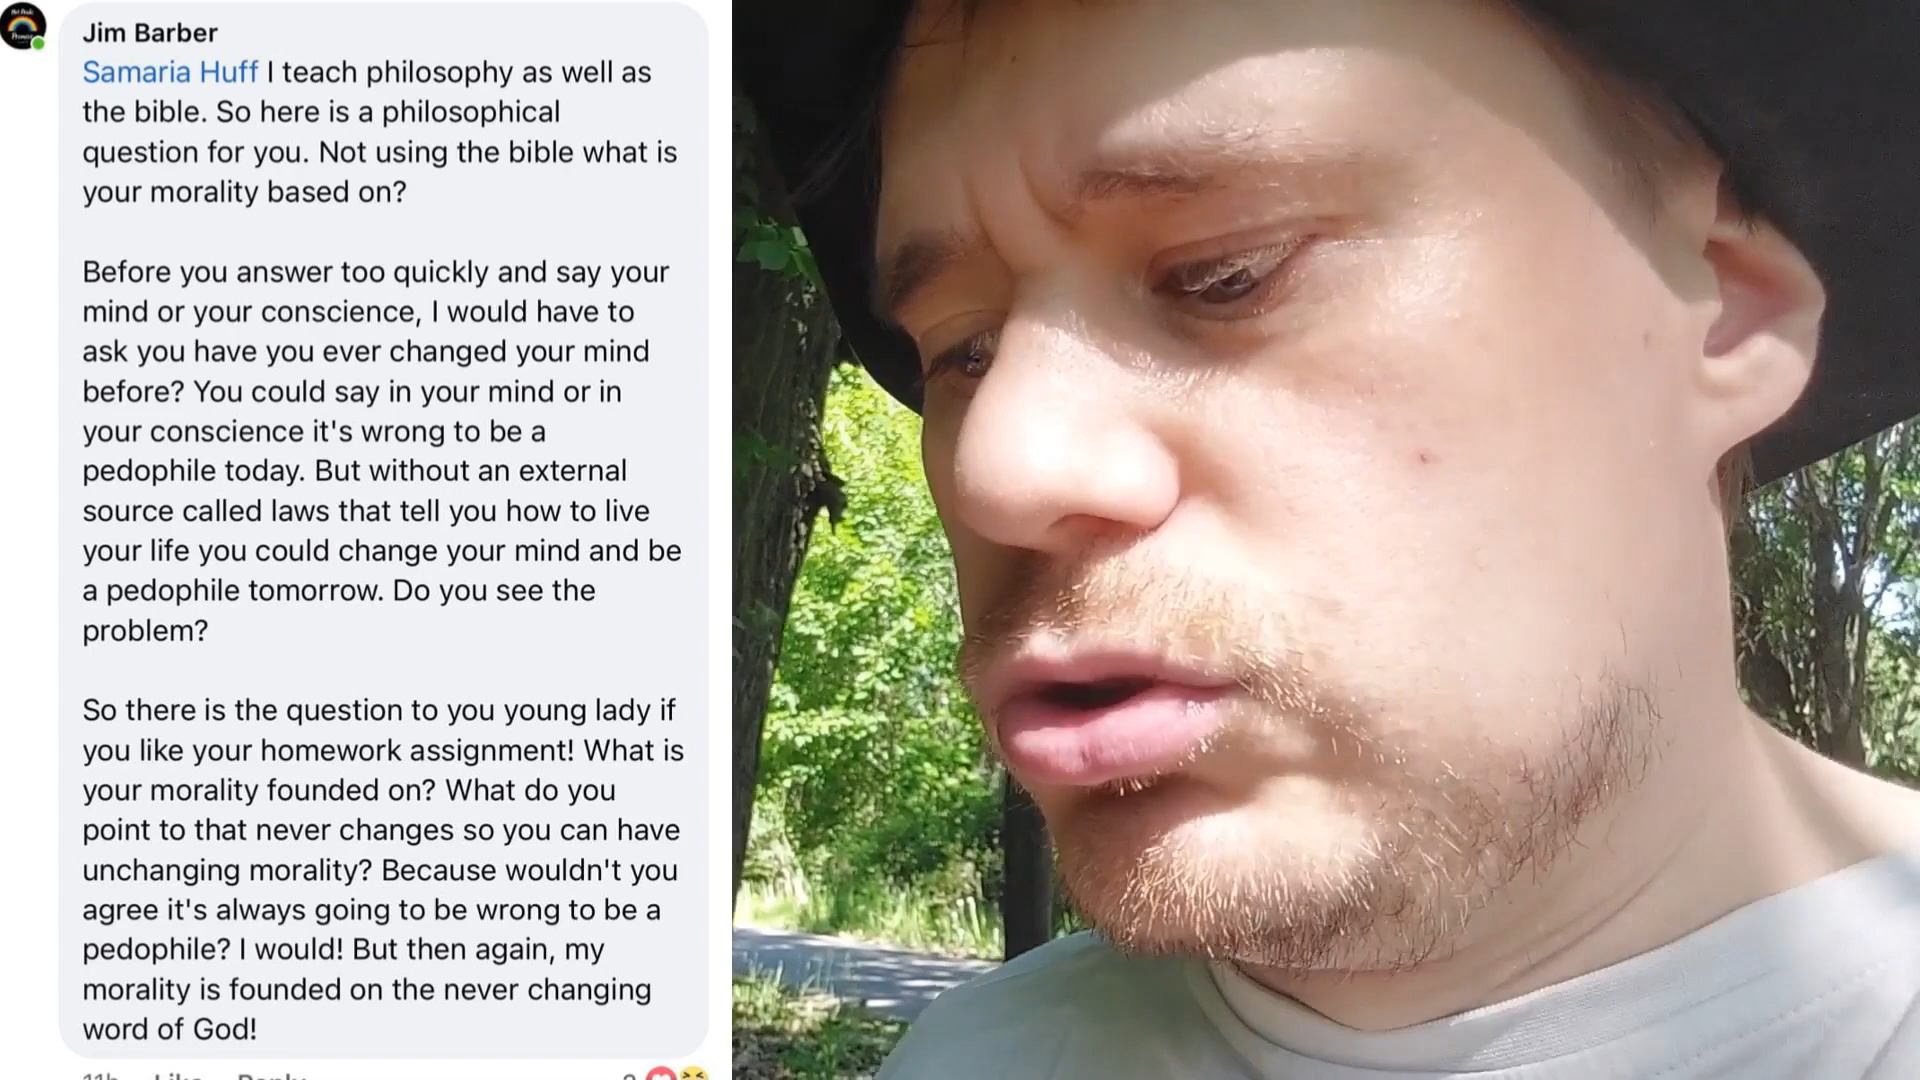 Jim Barber
Samaria Huff I teach philosophy as well as
the bible. So here is a philosophical
question for you. Not using the bible what is
your morality based on?
Before you answer too quickly and say your
mind or your conscience, I would have to
ask you have you ever changed your mind
before? You could say in your mind or in
your conscience it's wrong to be a
pedophile today. But without an external
source called laws that tell you how to live
your life you could change your mind and be
a pedophile tomorrow. Do you see the
problem?
So there is the question to you young lady if
you like your homework assignment! What is
your morality founded on? What do you
point to that never changes so you can have
unchanging morality? Because wouldn't you
agree it's always going to be wrong to be a
pedophile? I would! But then again, my
morality is founded on the never changing
word of God!
11h Like Reply